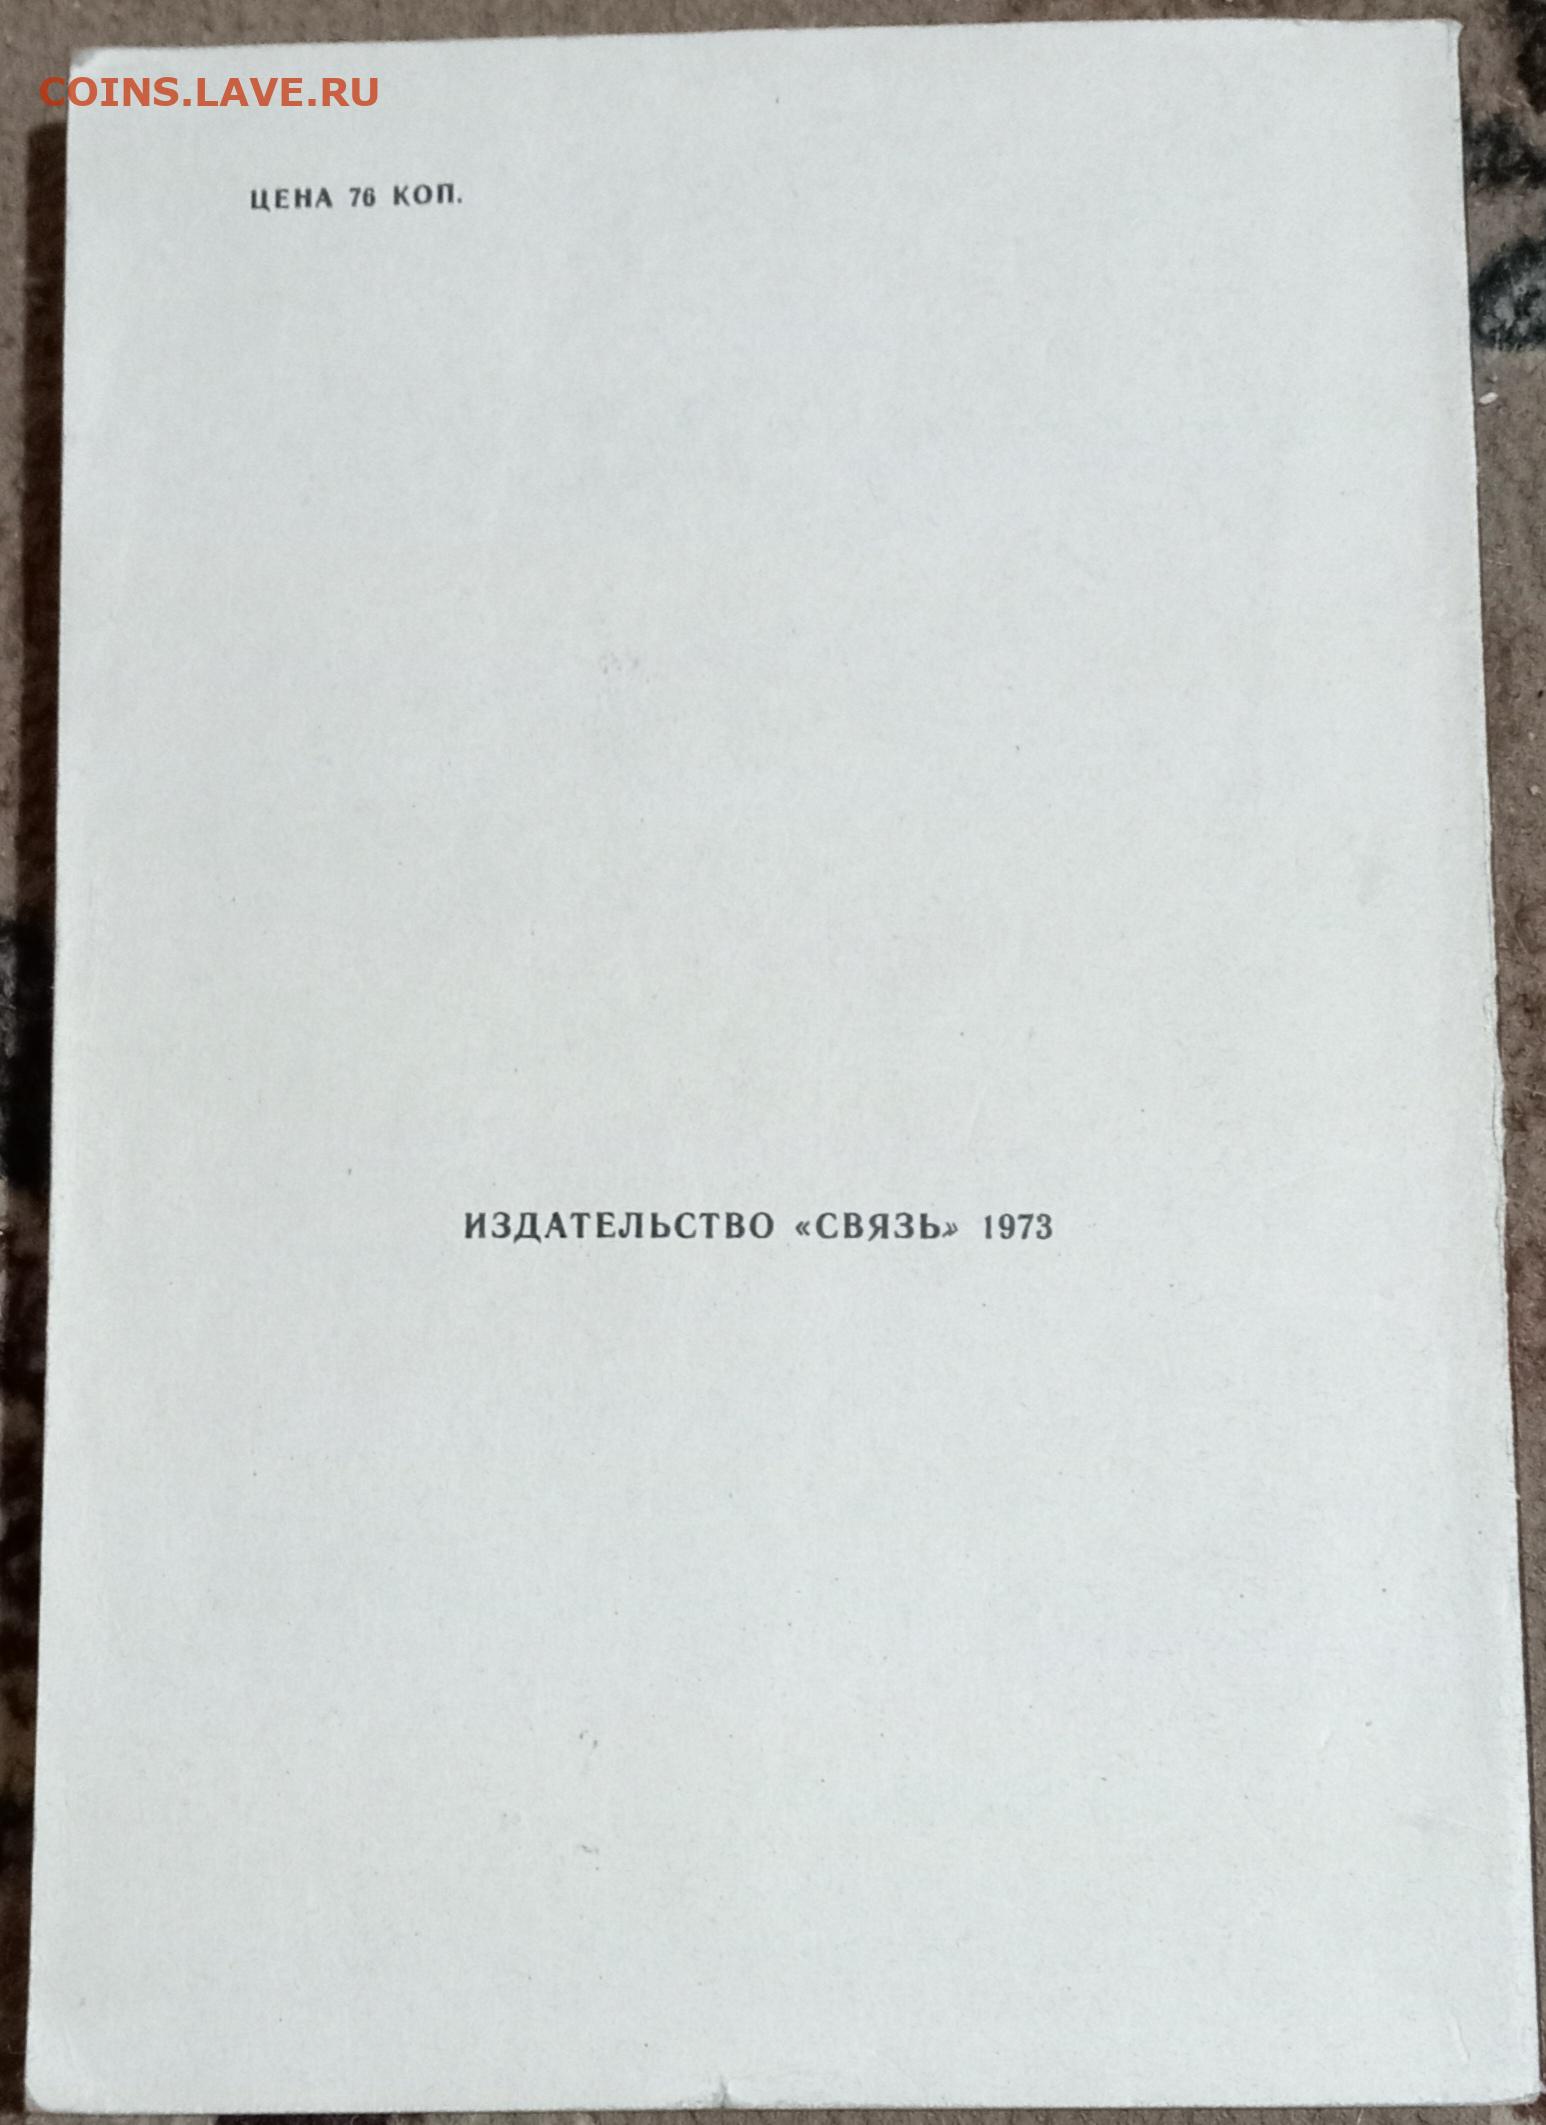 COINS.LAVE.RU
ЦЕНА 76 КОП.
ИЗДАТЕЛЬСТВО «СВЯЗЬ» 1973